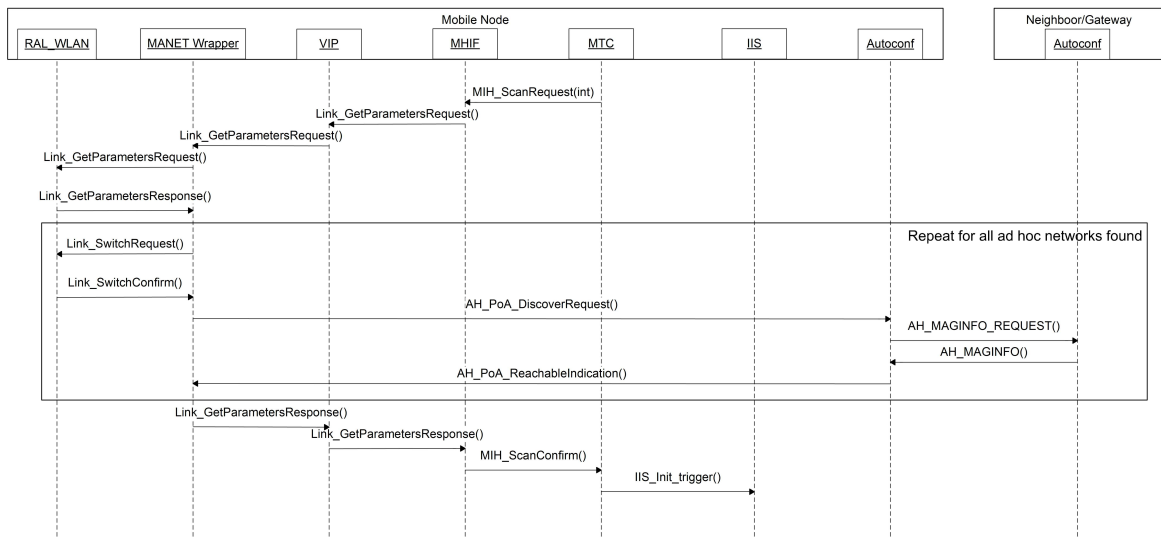 Mobile Node
Neighboor/Gateway
RAL_WLAN
MANET Wrapper
VIP
MHIF
MTC
IIS
Autoconf
Autoconf
MIH_ScanRequest(int)
Link_GetParametersRequest()
Link_GetParametersRequest()
Link_GetParametersRequest()
Link_GetParametersResponse()
Repeat for all ad hoc networks found
Link_SwitchRequest()
Link_SwitchConfirm()
AH_PoA_DiscoverRequest()
AH_MAGINFO_REQUEST()
AH_MAGINFO()
AH_PoA_ReachableIndication()
Link_GetParametersResponse()
Link_GetParametersResponse()
MIH_ScanConfirm()
IIS_Init_trigger()